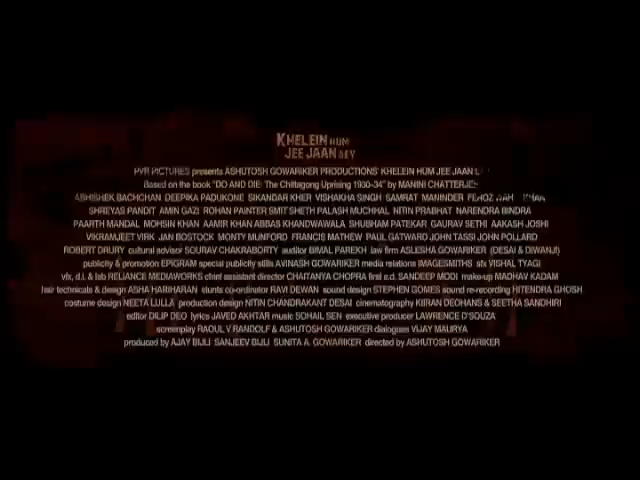 KHELEIN HUM
JEE JAAN SEY
PVR PICTURES presents ASHUTOSH GOWARIKER PRODUCTIONS' KHELEIN HUM JEE JAAN
Based on the book "DO AND DIE: The Chittagong Uprising 1930-34" by MANINI CHATTERJEE
ABHISHEK BACHCHAN DEEPIKA PADUKONE SIKANDAR KHER VISHAKHA SINGH SAMRAT MANINDER FEROZ WAH KHAN
SHREYAS PANDIT AMIN GAZI ROHAN PAINTER SMIT SHETH PALASH MUCHHAL NITIN PRABHAT NARENDRA BINDRA
PAARTH MANDAL MOHSIN KHAN AAMIR KHAN ABBAS KHANDWAWALA SHUBHAM PATEKAR GAURAV SETHI AAKASH JOSHI
VIKRAMJEET VIRK JAN BOSTOCK MONTY MUNFORD FRANCIS MATHEW PAUL GATWARD JOHN TASSI JOHN POLLARD
ROBERT DRURY cultural advisor SOURAV CHAKRABORTY auditor BIMAL PAREKH law firm ASLESHA GOWARIKER (DESAI & DIWANJI)
publicity & promotion EPIGRAM special publicity stills AVINASH GOWARIKER media relations IMAGESMITHS sfx VISHAL TYAGI
vfx, d.i. & lab RELIANCE MEDIAWORKS chief assistant director CHAITANYA CHOPRA first a.d. SANDEEP MODI make-up MADHAV KADAM
hair technicals & design ASHA HARIHARAN stunts co-ordinator RAVI DEWAN sound design STEPHEN GOMES sound re-recording HITENDRA GHOSH
costume design NEETA LULLA production design NITIN CHANDRAKANT DESAI cinematography KIIRAN DEOHANS & SEETHA SANDHIRI
editor DILIP DEO lyrics JAVED AKHTAR music SOHAIL SEN executive producer LAWRENCE D'SOUZA
screenplay RAOUL V RANDOLF & ASHUTOSH GOWARIKER dialogues VIJAY MAURYA
produced by AJAY BIJLI SANJEEV BIJLI SUNITA A. GOWARIKER directed by ASHUTOSH GOWARIKER